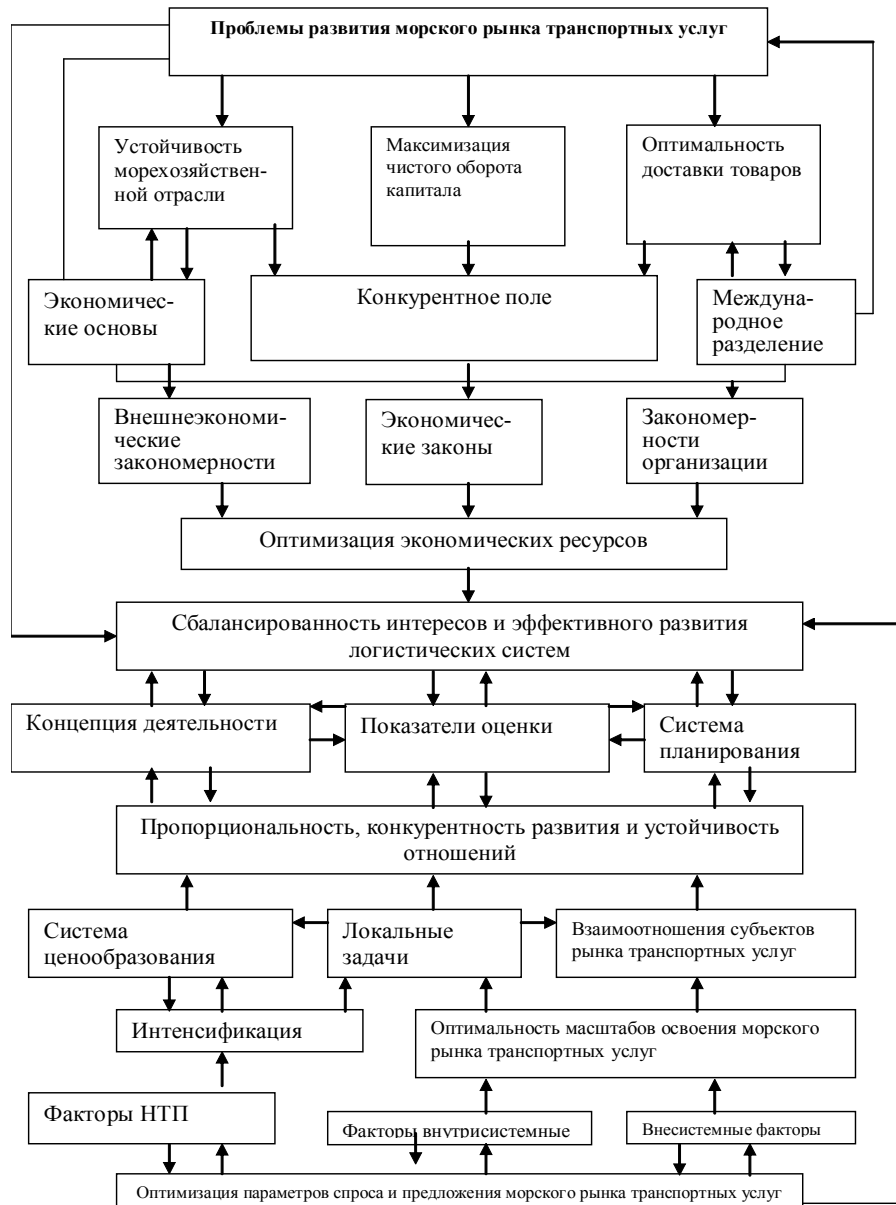 Проблемы развития морского рынка транспортных услуг
Устойчивость
морехозяйствен-
ной отрасли
Максимизация
чистого оборота
капитала
Оптимальность
доставки товаров
Экономичес-
кие основы
Конкурентное поле
Междуна-
родное
разделение
Внешнеэкономи-
ческие
закономерности
Экономичес-
кие законы
Закономер-
ности
организации
Оптимизация экономических ресурсов
Сбалансированность интересов и эффективного развития
логистических систем
Концепция деятельности
Показатели оценки
Система
планирования
Пропорциональность, конкурентность развития и устойчивость
отношений
Система
ценообразования
Локальные
задачи
Взаимоотношения субъектов
рынка транспортных услуг
Интенсификация
Оптимальность масштабов освоения морского
рынка транспортных услуг
Факторы НТП
Факторы внутрисистемные
Внесистемные факторы
Оптимизация параметров спроса и предложения морского рынка транспортных услуг